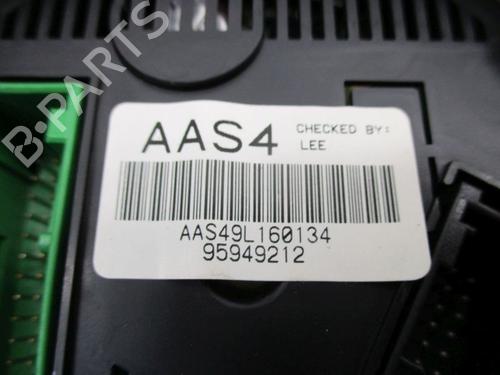 B-PARTS
AAS4
CHECKED BY:
LEE
AAS49L160134
95949212